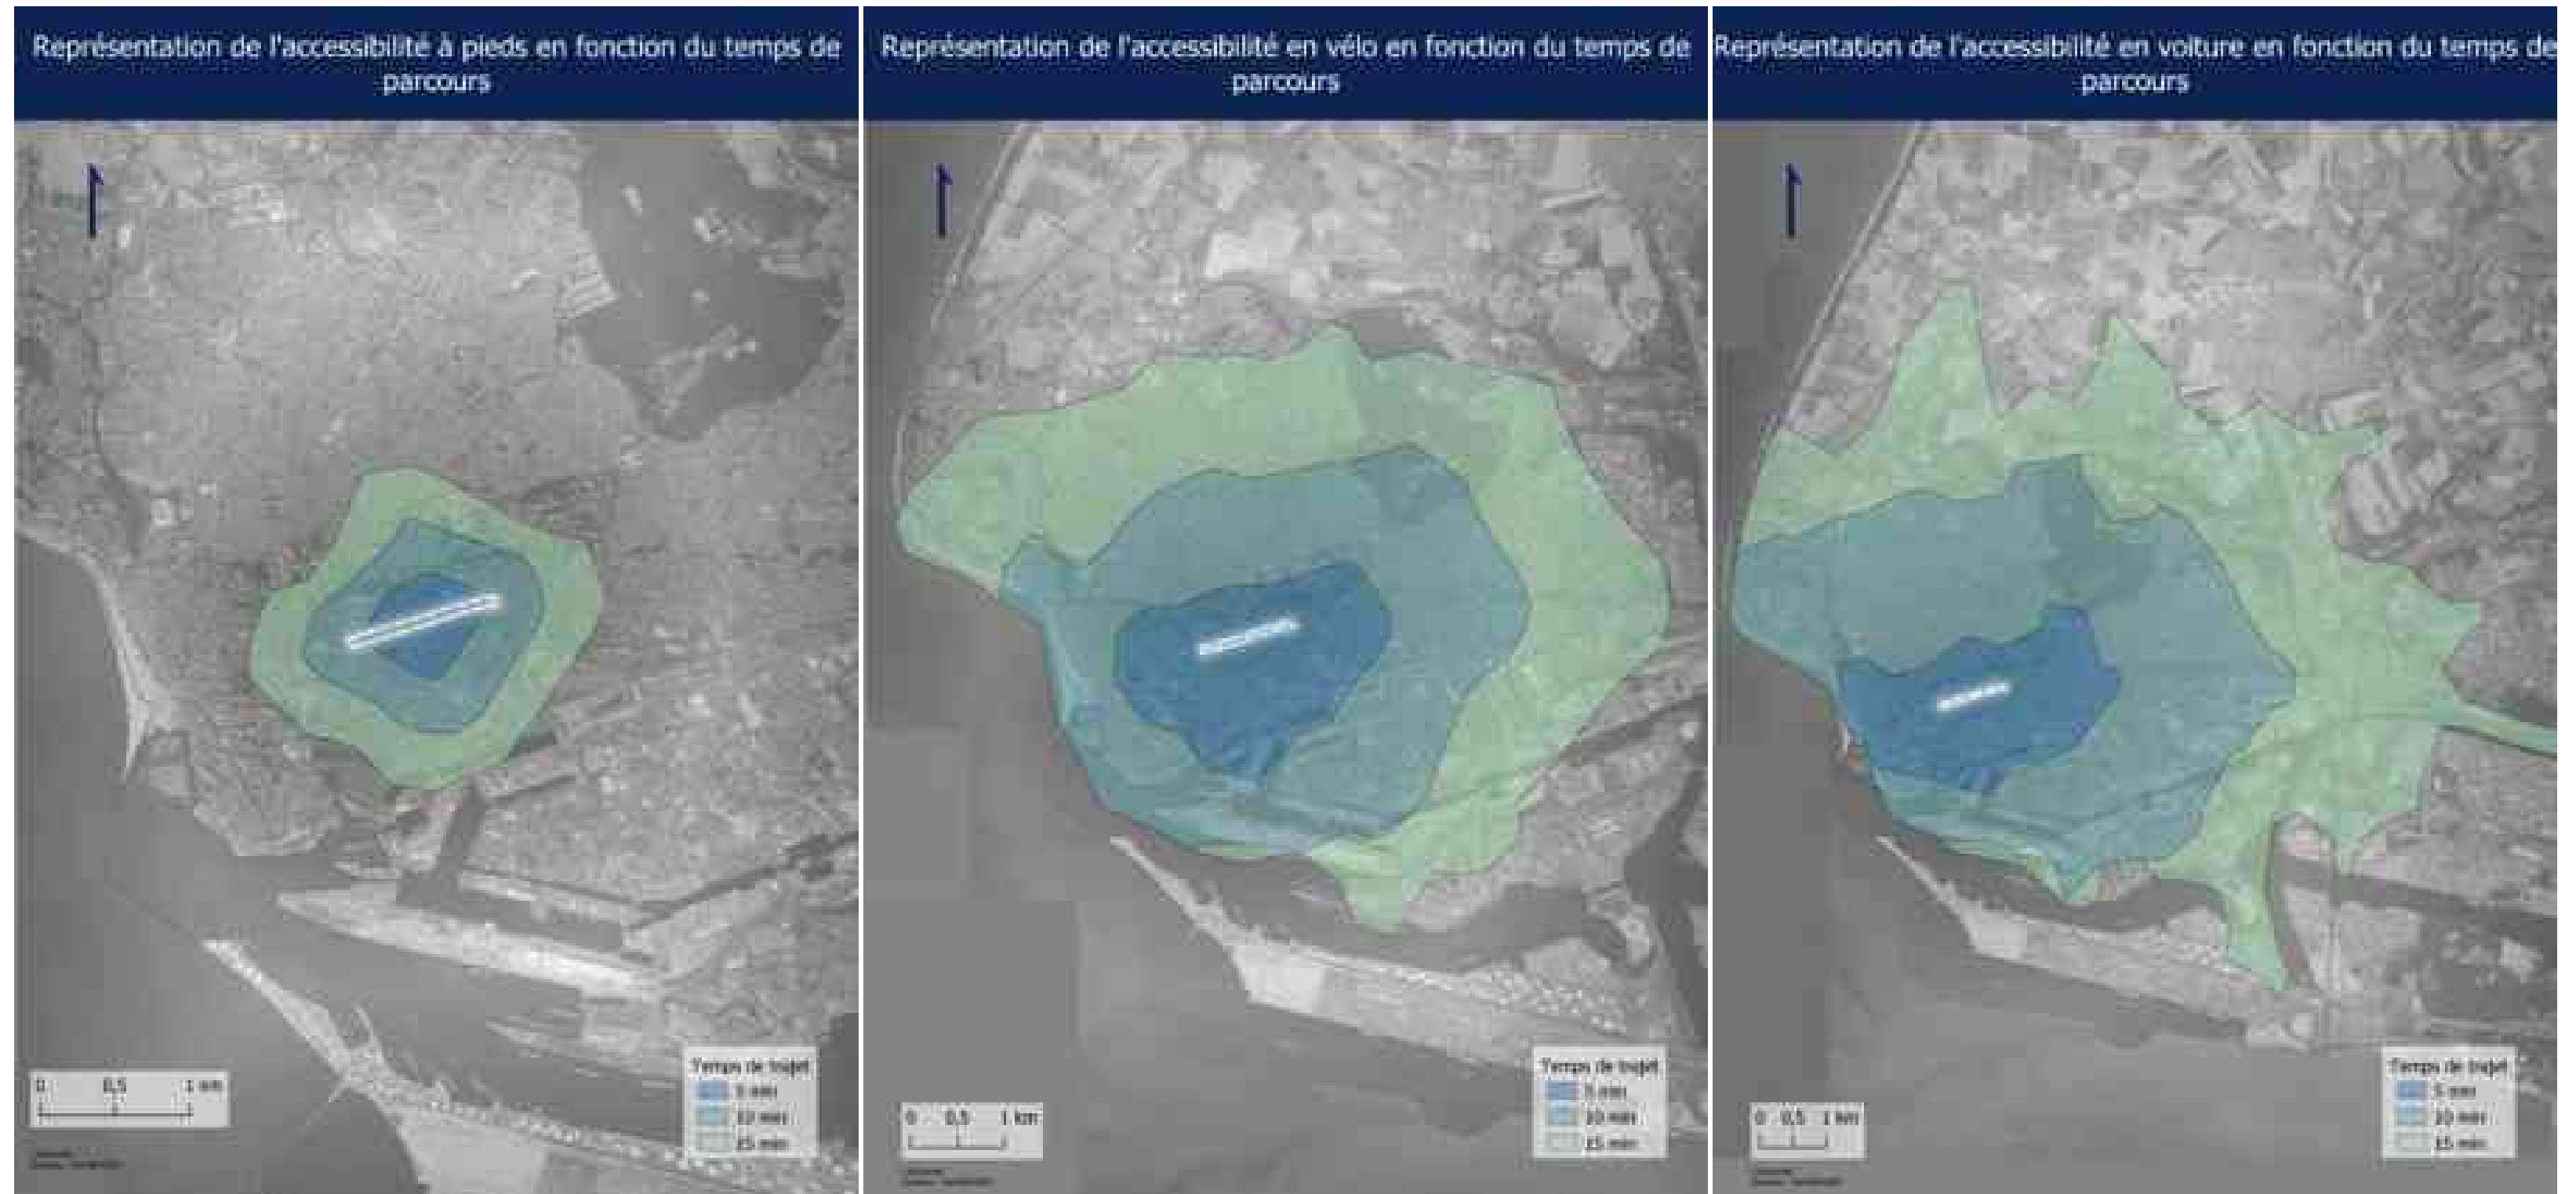 Représentation de l'accessibilité à pieds en fonction du temps de
parcours
0 0,5 1 km
Temps de trajet
5 min
10 min
15 min
Représentation de l'accessibilité en vélo en fonction du temps de
parcours
0 0,5 1 km
Temps de trajet
5 min
10 min
15 min
Représentation de l'accessibilité en voiture en fonction du temps de
parcours
0 0,5 1 km
Temps de trajet
5 min
10 min
15 min